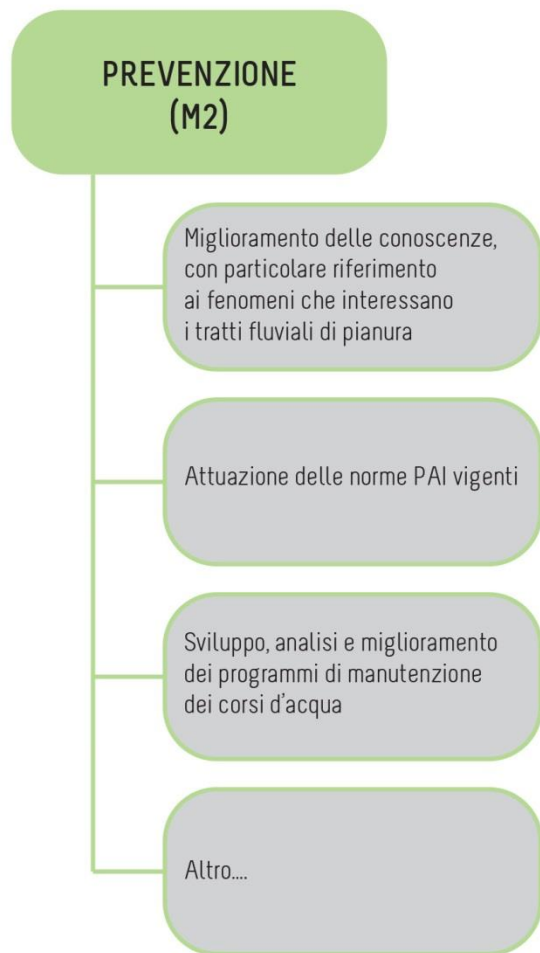 PREVENZIONE
(M2)
Miglioramento delle conoscenze,
con particolare riferimento
ai fenomeni che interessano
i tratti fluviali di pianura
Attuazione delle norme PAI vigenti
Sviluppo, analisi e miglioramento
dei programmi di manutenzione
dei corsi d'acqua
Altro....